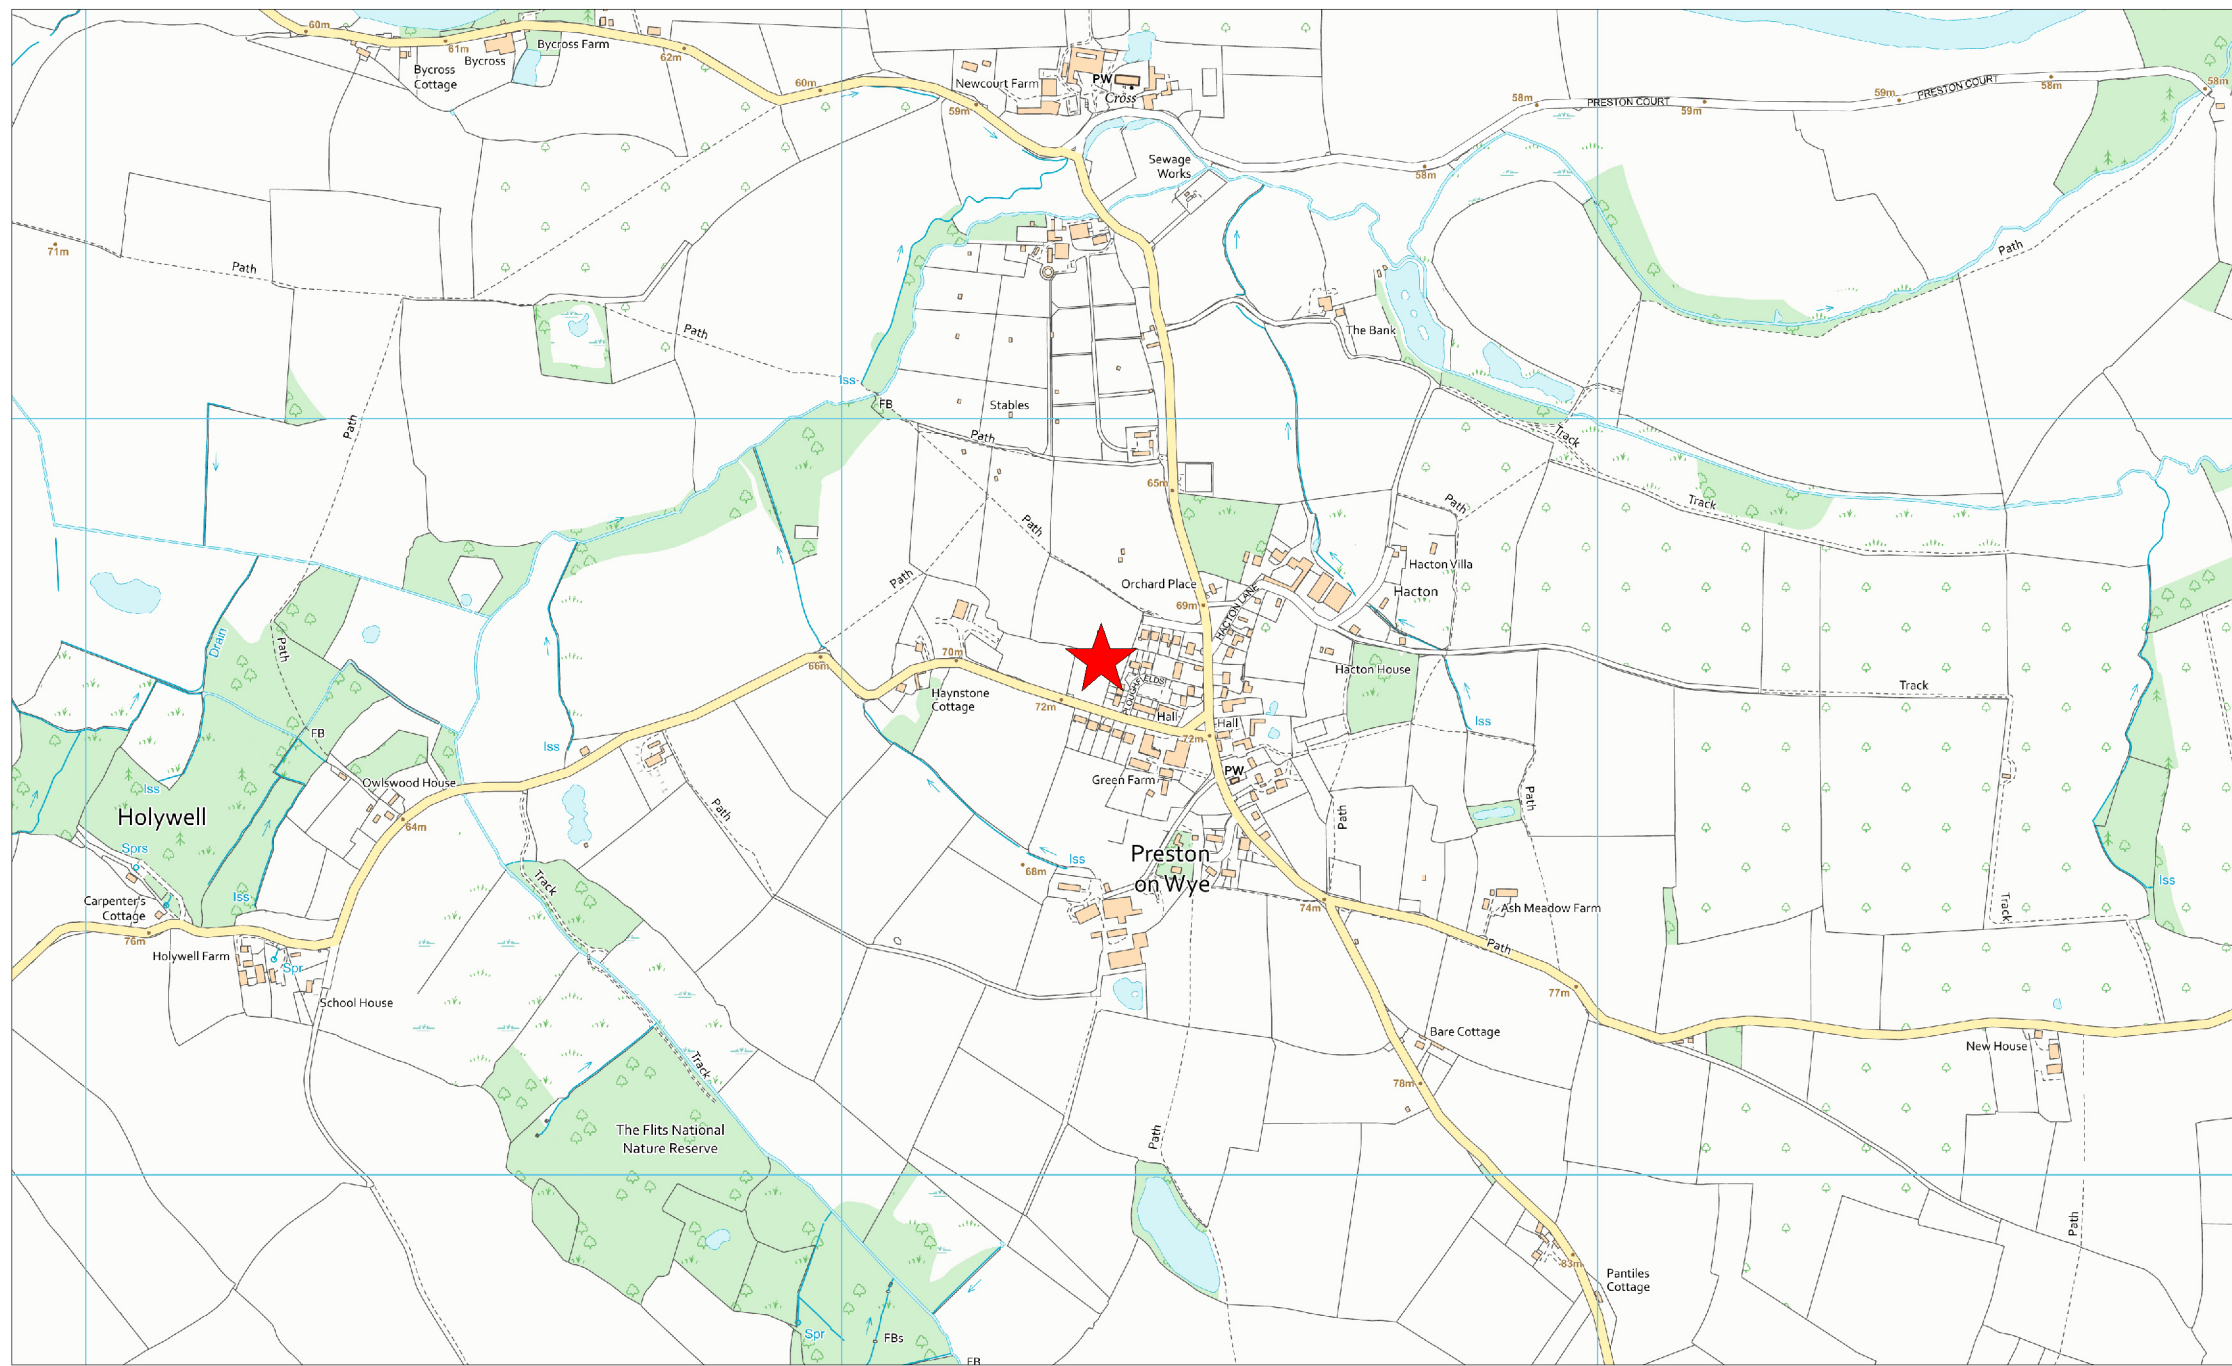 60m
61m
Bycross Farm
Bycross
Bycross
Cottage
62m
60m
Newcourt Farm
PW
Cross
59m
58m
PRESTON COURT
59m
59m
PRESTON COURT
58m
58m
Sewage
Works
58m
71m
Path
Path
Path
The Bank
Iss
FB
Stables
Path
Path
Track
65m
Path
Track
Path
Path
Orchard Place
Hacton Villa
Hacton
69m
HACTON LANE
Drain
Path
66m
70m
Hacton House
Track
Haynstone
Cottage
72m
Hall
Hall
72m
Iss
FB
Iss
Owlswood House
Green Farm
PW
Iss
Path
Path
Path
Holywell
64m
Sprs
Preston
on Wye
Iss
68m
Track
Iss
Iss
Carpenter's
Cottage
76m
74m
Ash Meadow Farm
Track
Path
Holywell Farm
Spr
School House
77m
Bare Cottage
New House
Track
78m
The Flits National
Nature Reserve
Path
Path
83m
Pantiles
Cottage
Spr
FBs
FB